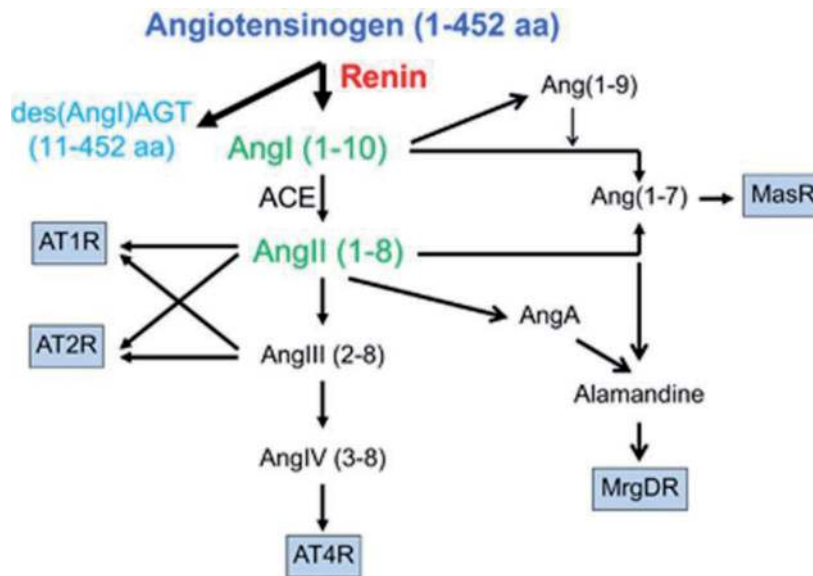 Angiotensinogen (1-452 aa)
Renin
des(AngI)AGT
(11-452 aa)
AngI (1-10)
Ang(1-9)
ACE
Ang(1-7)
MasR
AT1R
AngII (1-8)
AngA
AT2R
AngIII (2-8)
Alamandine
AngIV (3-8)
MrgDR
AT4R